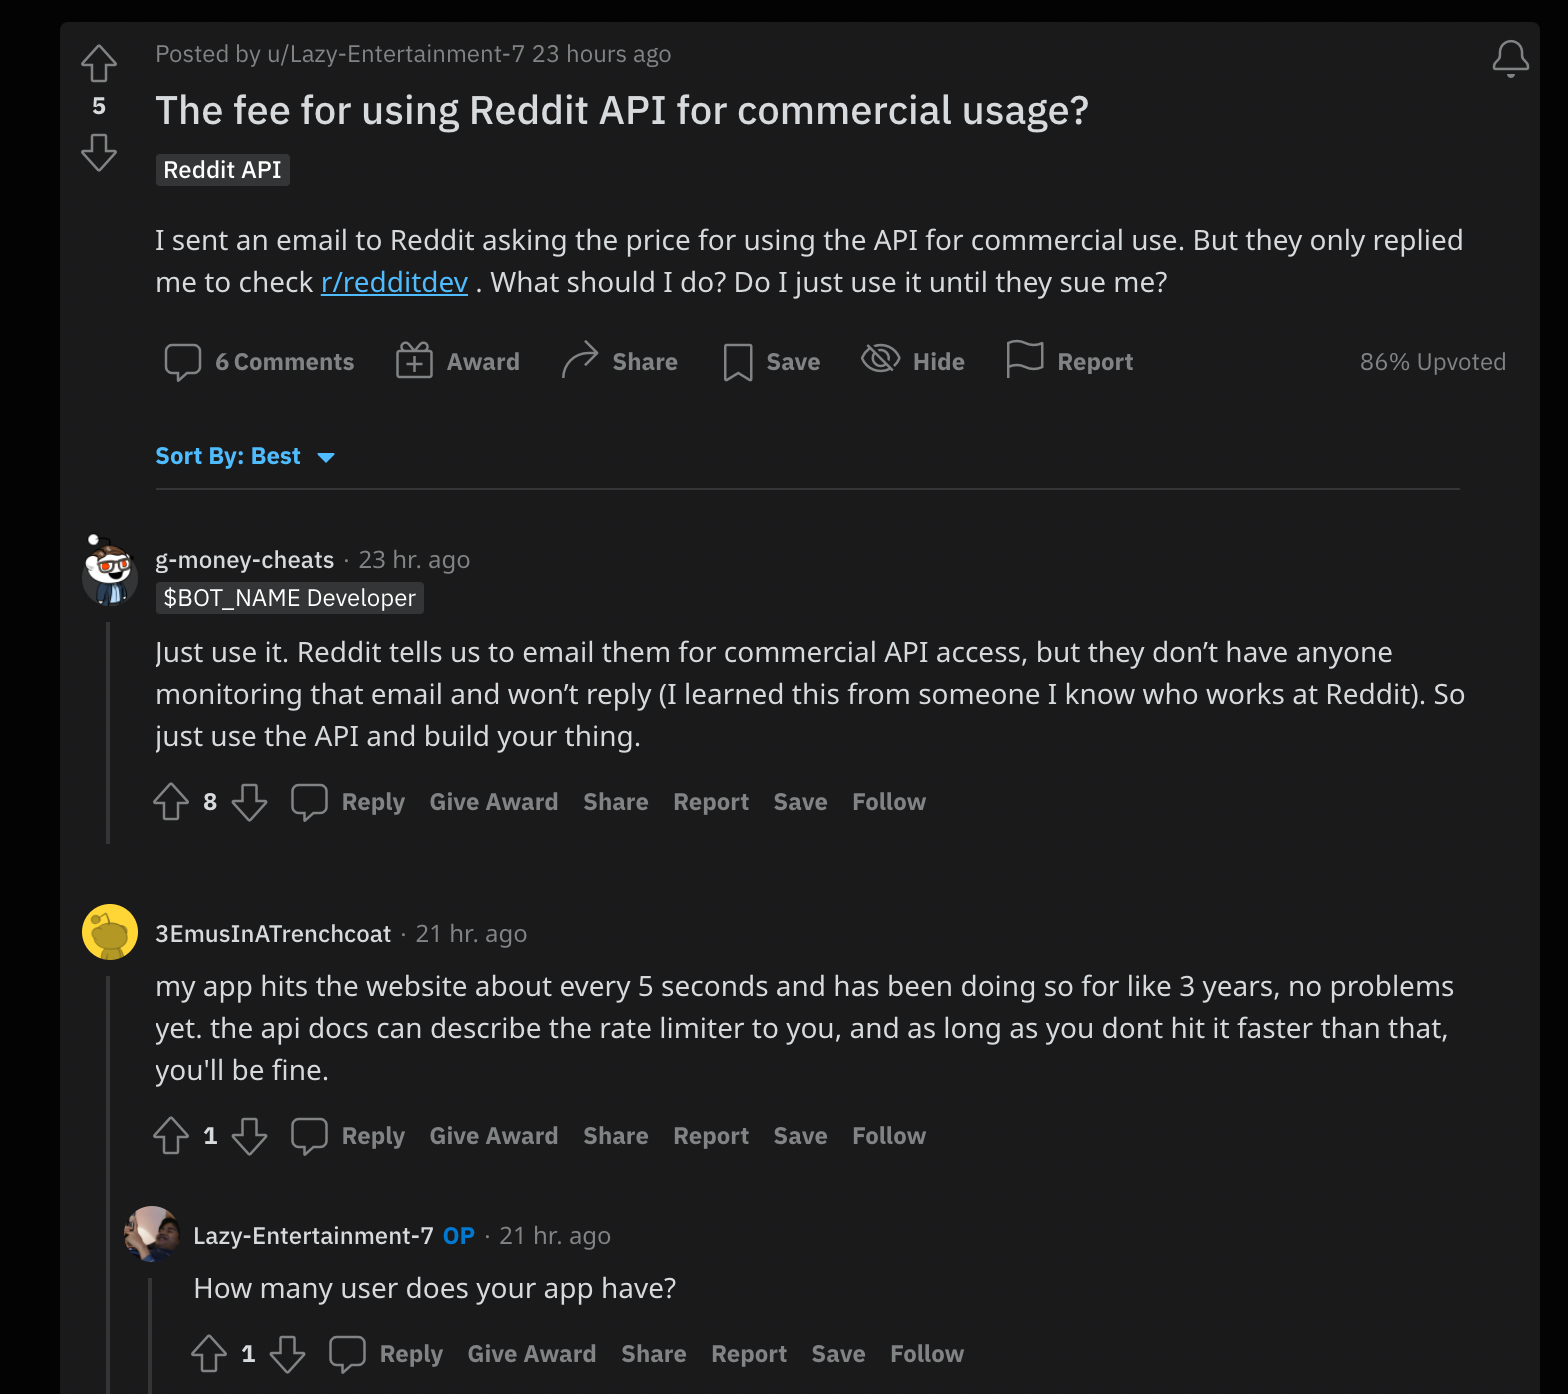 Posted by u/Lazy-Entertainment-7 23 hours ago
5
The fee for using Reddit API for commercial usage?
Reddit API
I sent an email to Reddit asking the price for using the API for commercial use. But they only replied
me to check r/redditdev . What should I do? Do I just use it until they sue me?
6 Comments Award Share Save Hide Report 86% Upvoted
Sort By: Best
g-money-cheats · 23 hr. ago
$BOT_NAME Developer
Just use it. Reddit tells us to email them for commercial API access, but they don’t have anyone
monitoring that email and won’t reply (I learned this from someone I know who works at Reddit). So
just use the API and build your thing.
8 Reply Give Award Share Report Save Follow
3EmusInATrenchcoat · 21 hr. ago
my app hits the website about every 5 seconds and has been doing so for like 3 years, no problems
yet. the api docs can describe the rate limiter to you, and as long as you dont hit it faster than that,
you'll be fine.
1 Reply Give Award Share Report Save Follow
Lazy-Entertainment-7 OP · 21 hr. ago
How many user does your app have?
1 Reply Give Award Share Report Save Follow